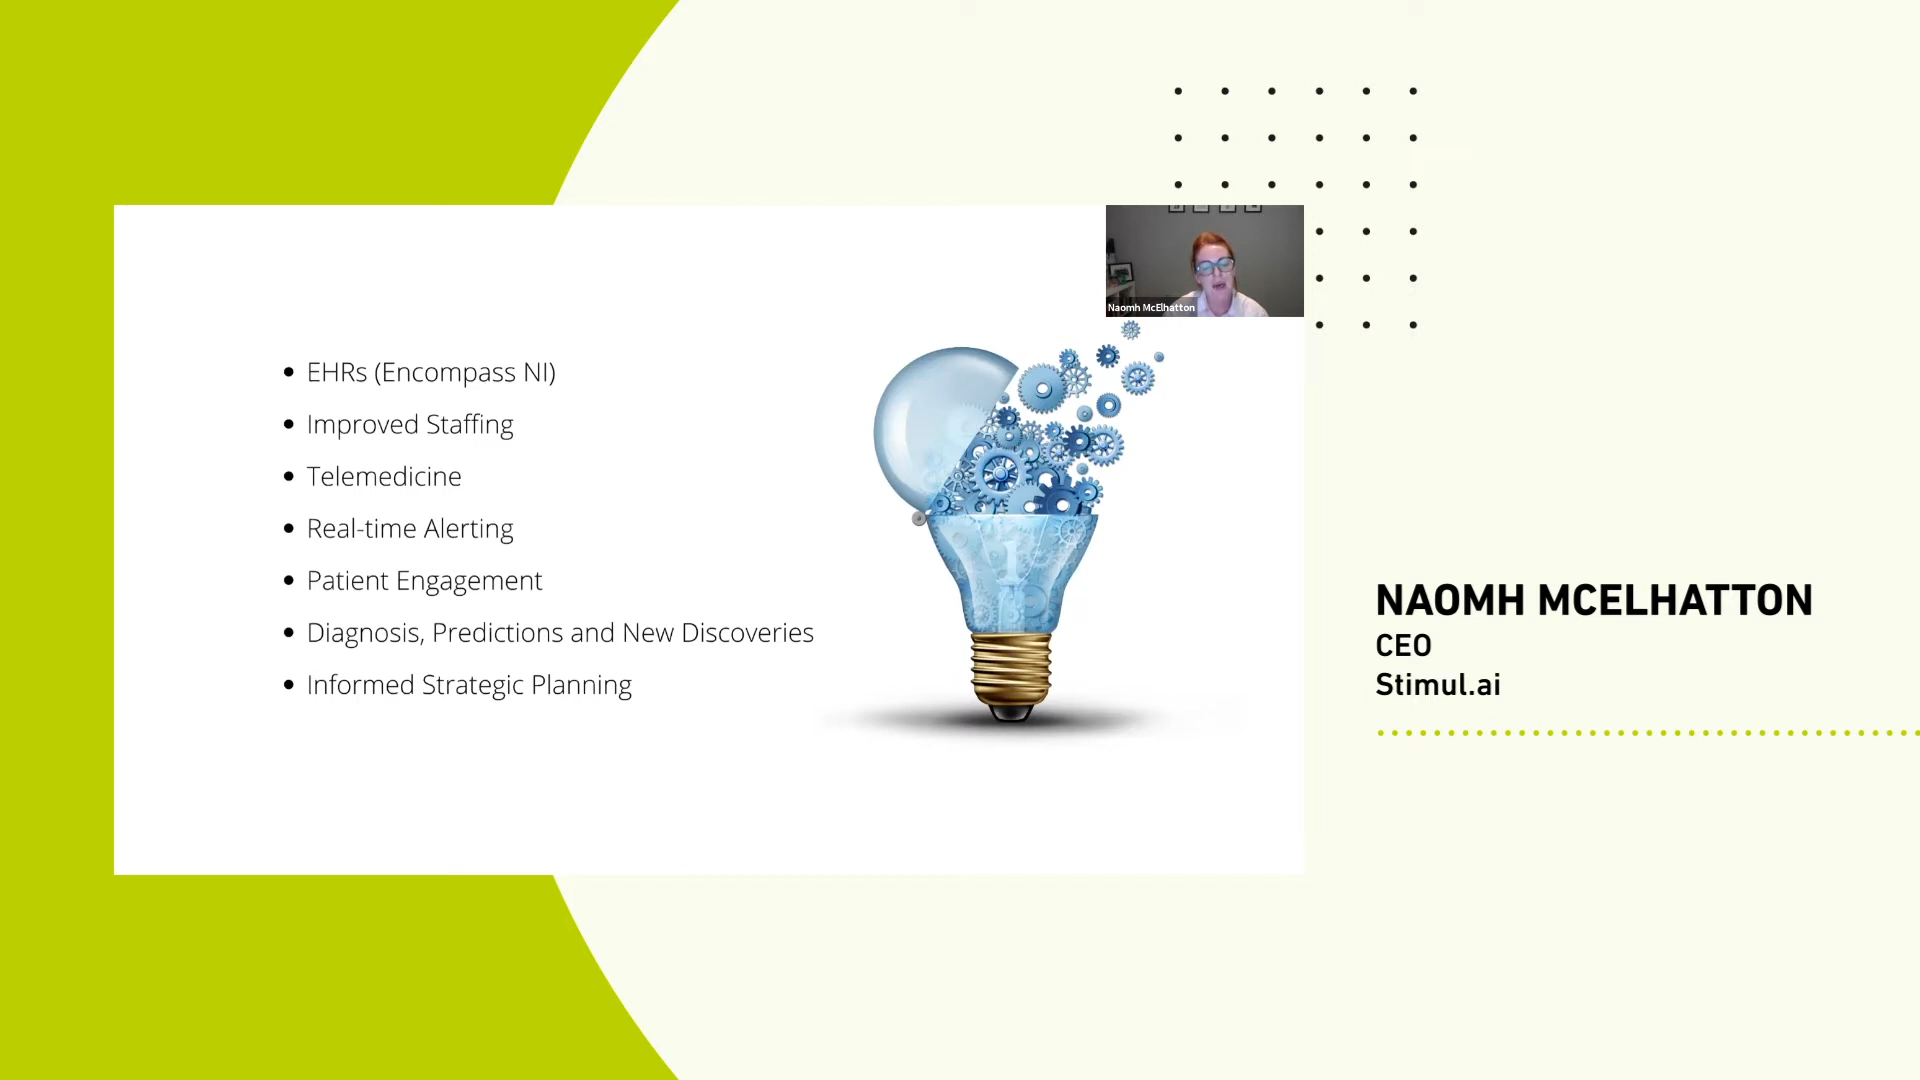 Naomh McElhatton
EHRs (Encompass NI)
Improved Staffing
Telemedicine
Real-time Alerting
Patient Engagement
Diagnosis, Predictions and New Discoveries
Informed Strategic Planning
NAOMH MCELHATTON
CEO
Stimul.ai